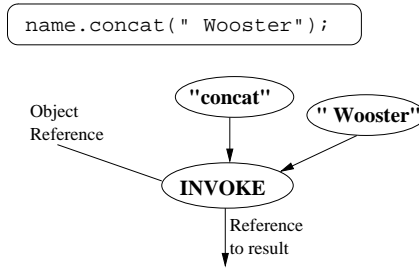 name.concat(" Wooster");
Object
Reference
"concat"
" Wooster"
INVOKE
Reference
to result